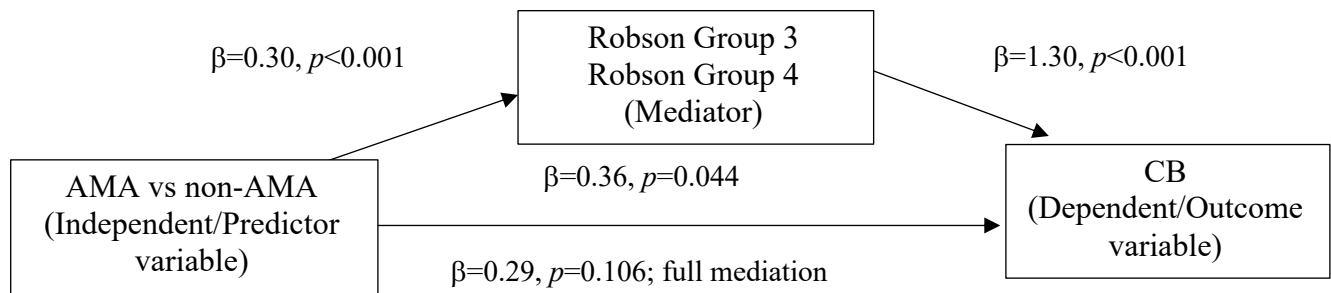 β=0.30, p<0.001
Robson Group 3
Robson Group 4
(Mediator)
β=1.30, p<0.001
AMA vs non-AMA
(Independent/Predictor
variable)
β=0.36, p=0.044
CB
(Dependent/Outcome
variable)
β=0.29, p=0.106; full mediation